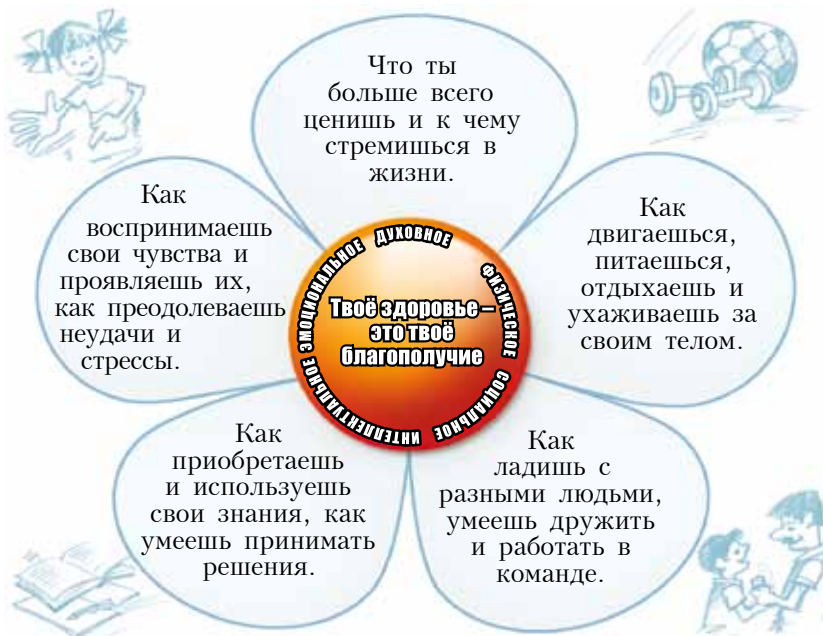 Что ты
больше всего
ценишь и к чему
стремишься в
жизни.
Как
воспринимаешь
свои чувства и
проявляешь их,
как преодолеваешь
неудачи и
стрессы.
Как
двигаешься,
питаешься,
отдыхаешь и
ухаживаешь за
своим телом.
ДУХОВНОЕ
ФИЗИЧЕСКОЕ
СОЦИАЛЬНОЕ
ИНТЕЛЛЕКТУАЛЬНОЕ
ЭМОЦИОНАЛЬНОЕ
Твоё здоровье –
это твоё
благополучие
Как
приобретаешь
и используешь
свои знания, как
умеешь принимать
решения.
Как
ладишь с
разными людьми,
умеешь дружить
и работать в
команде.